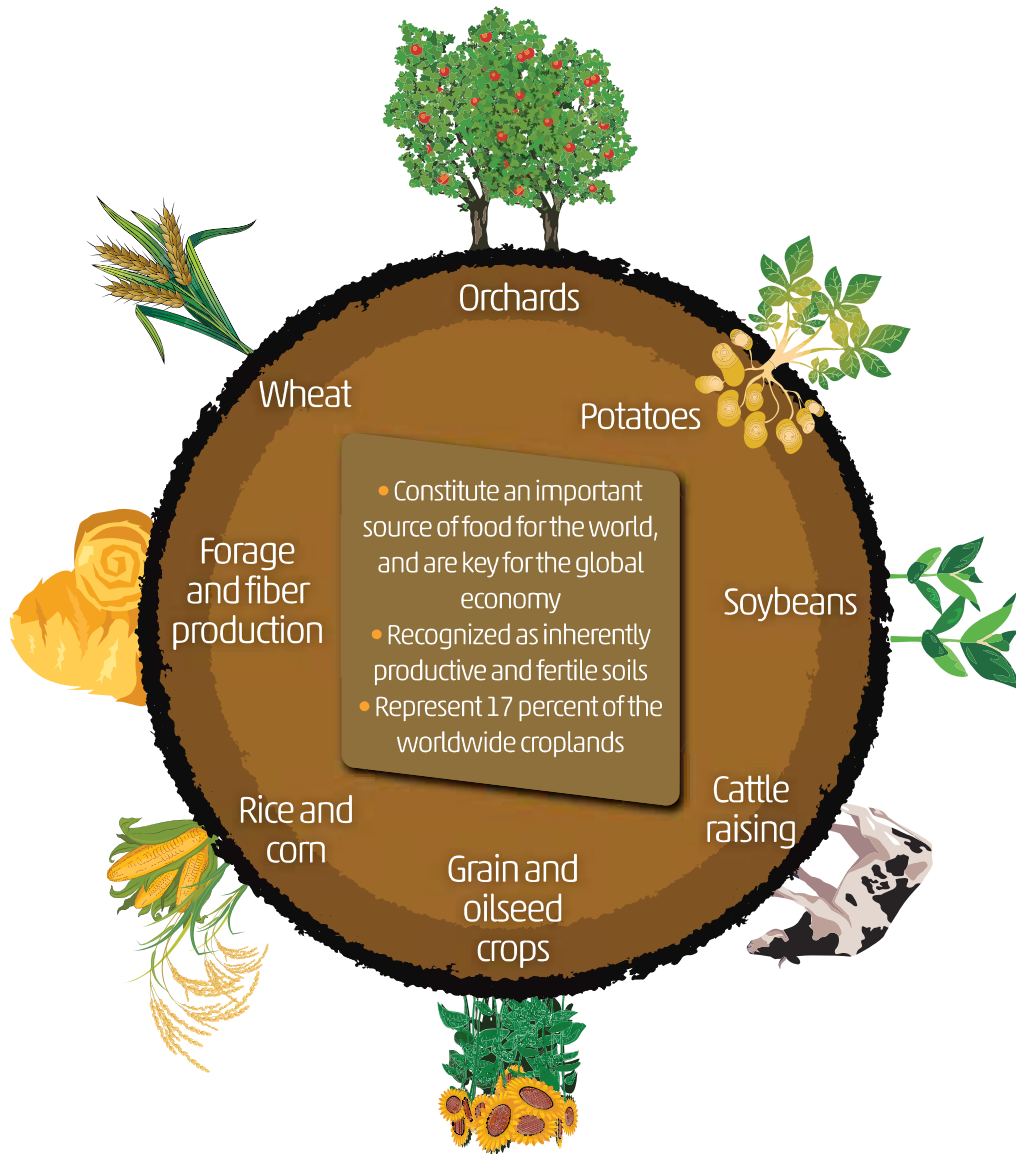 Orchards
Wheat
Potatoes
Forage
and fiber
production
• Constitute an important
source of food for the world,
and are key for the global
economy
• Recognized as inherently
productive and fertile soils
• Represent 17 percent of the
worldwide croplands
Soybeans
Cattle
raising
Rice and
corn
Grain and
oilseed
crops